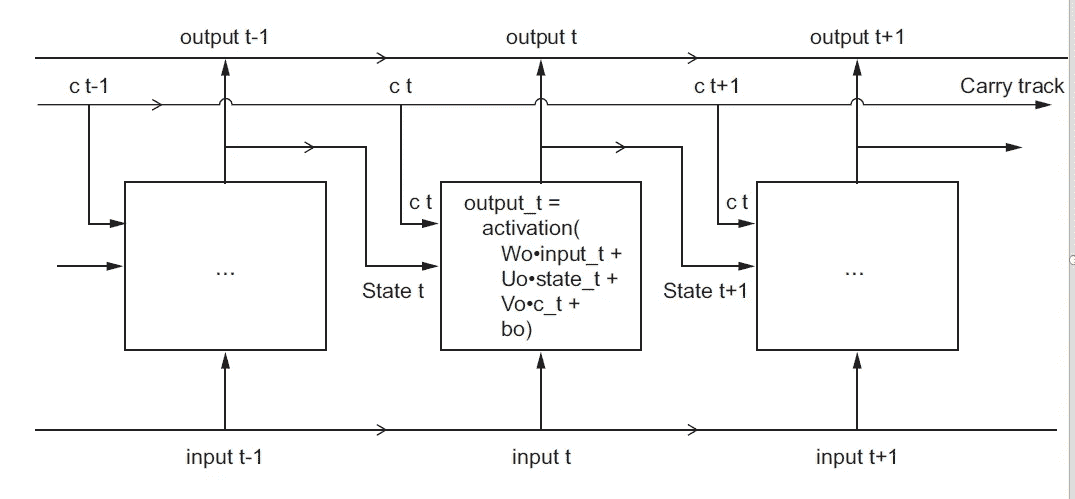 output t-1
output t
output t+1
c t-1
c t
c t+1
Carry track
c t
output_t =
activation(
Wo•input_t +
Uo•state_t +
Vo•c_t +
bo)
c t
...
...
State t
State t+1
input t-1
input t
input t+1